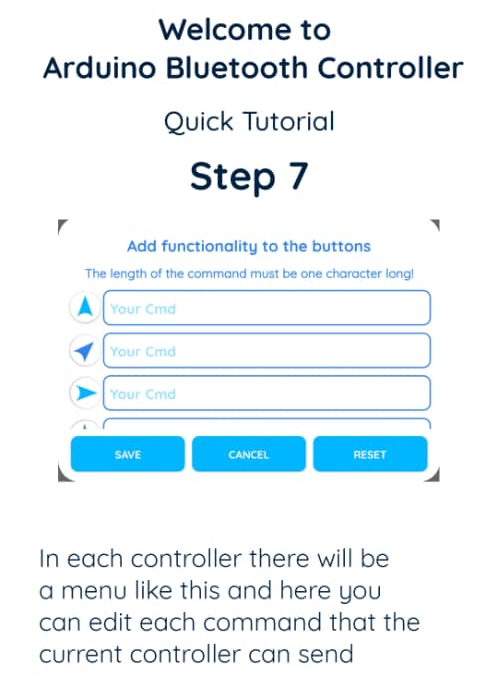 Welcome to
Arduino Bluetooth Controller
Quick Tutorial
Step 7
Add functionality to the buttons
The length of the command must be one character long!
Your Cmd
Your Cmd
Your Cmd
SAVE CANCEL RESET
In each controller there will be
a menu like this and here you
can edit each command that the
current controller can send